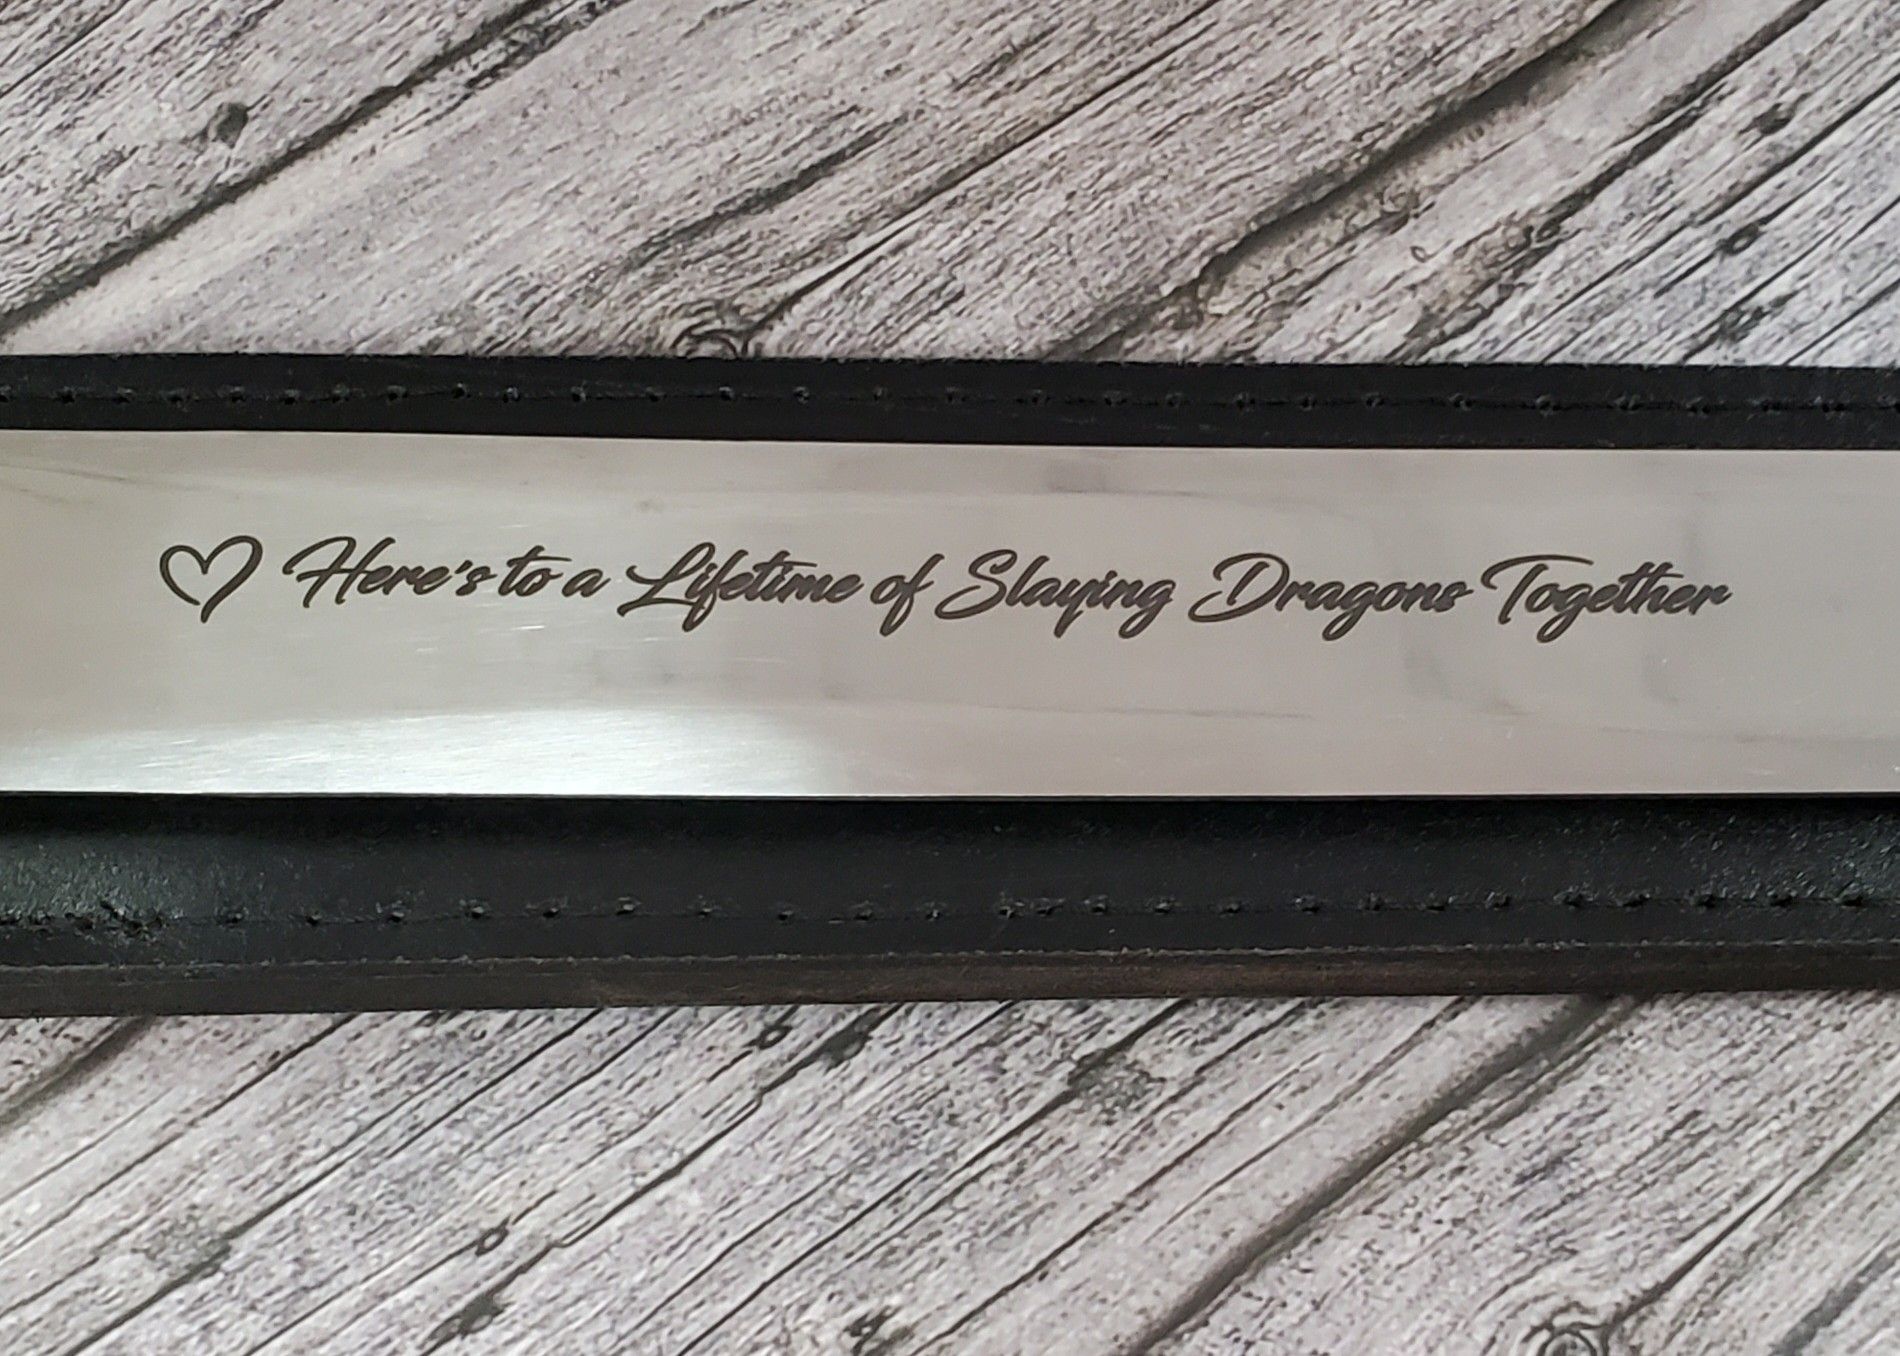 ♡ Here's to a Lifetime of Slaying Dragons Together